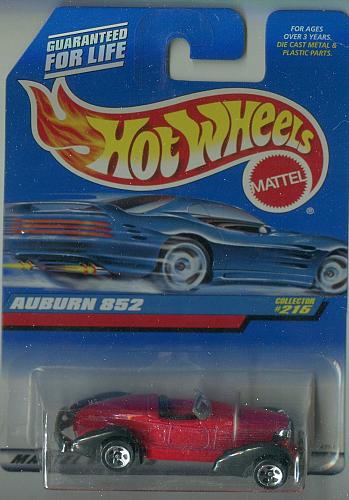 GUARANTEED
FOR LIFE
FOR AGES
OVER 3 YEARS.
DIE CAST METAL &
PLASTIC PARTS.
HOT WHEELS
MATTEL
®
AUBURN 852
COLLECTOR
#215